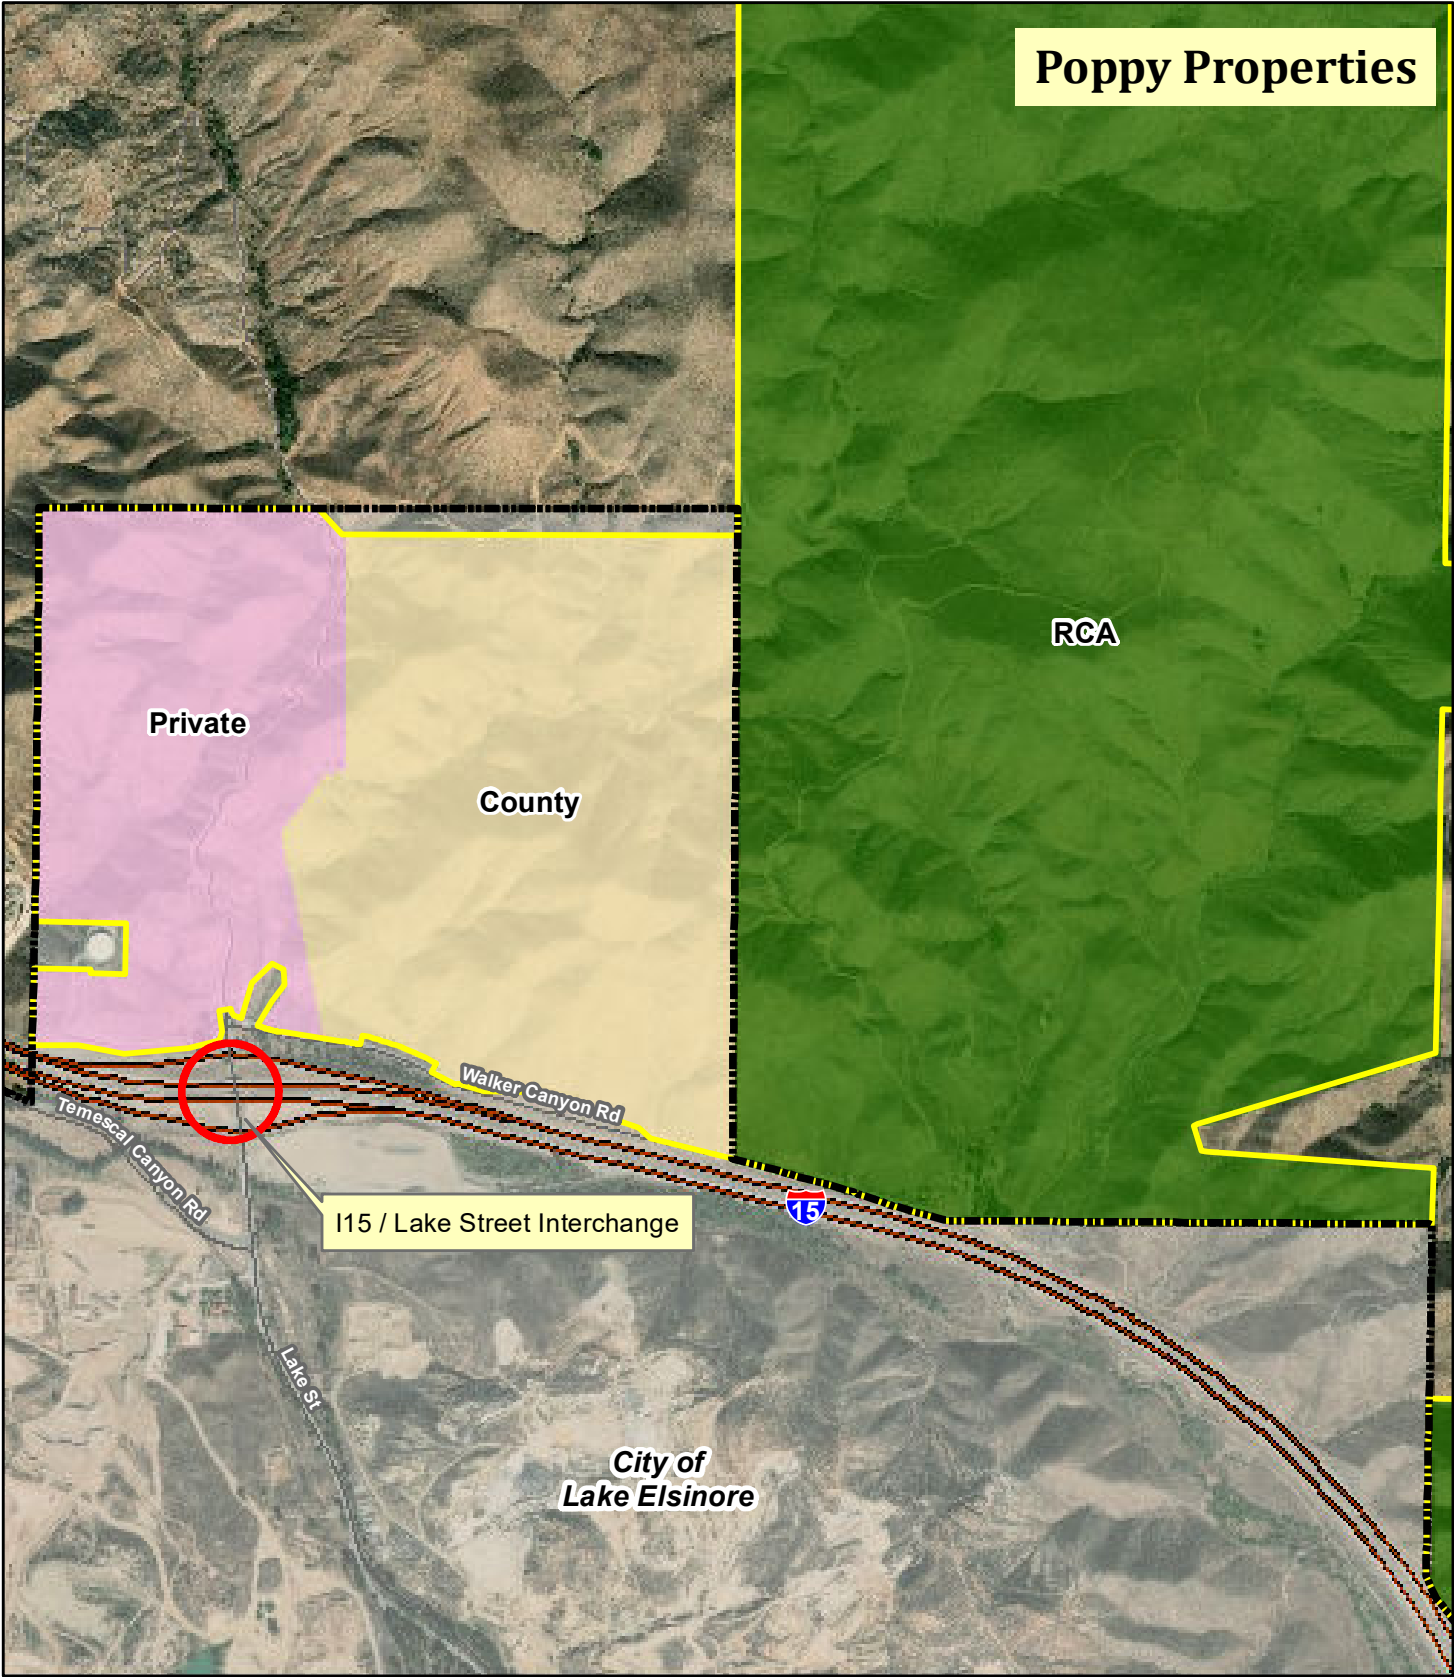 Poppy Properties
RCA
Private
County
Walker Canyon Rd
Temescal Canyon Rd
15
I15 / Lake Street Interchange
Lake St
City of
Lake Elsinore